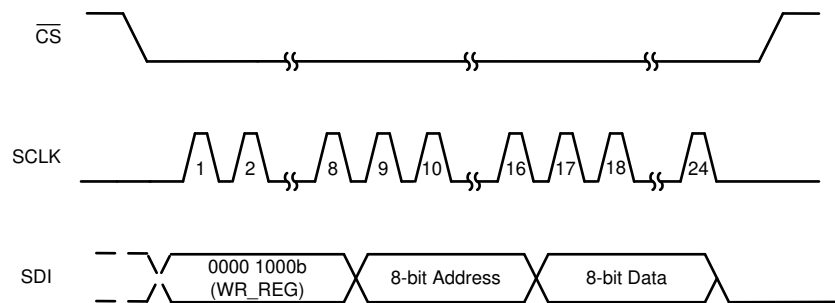 CS
SCLK
1 2 8 9 10 16 17 18 24
SDI
0000 1000b
(WR_REG)
8-bit Address
8-bit Data